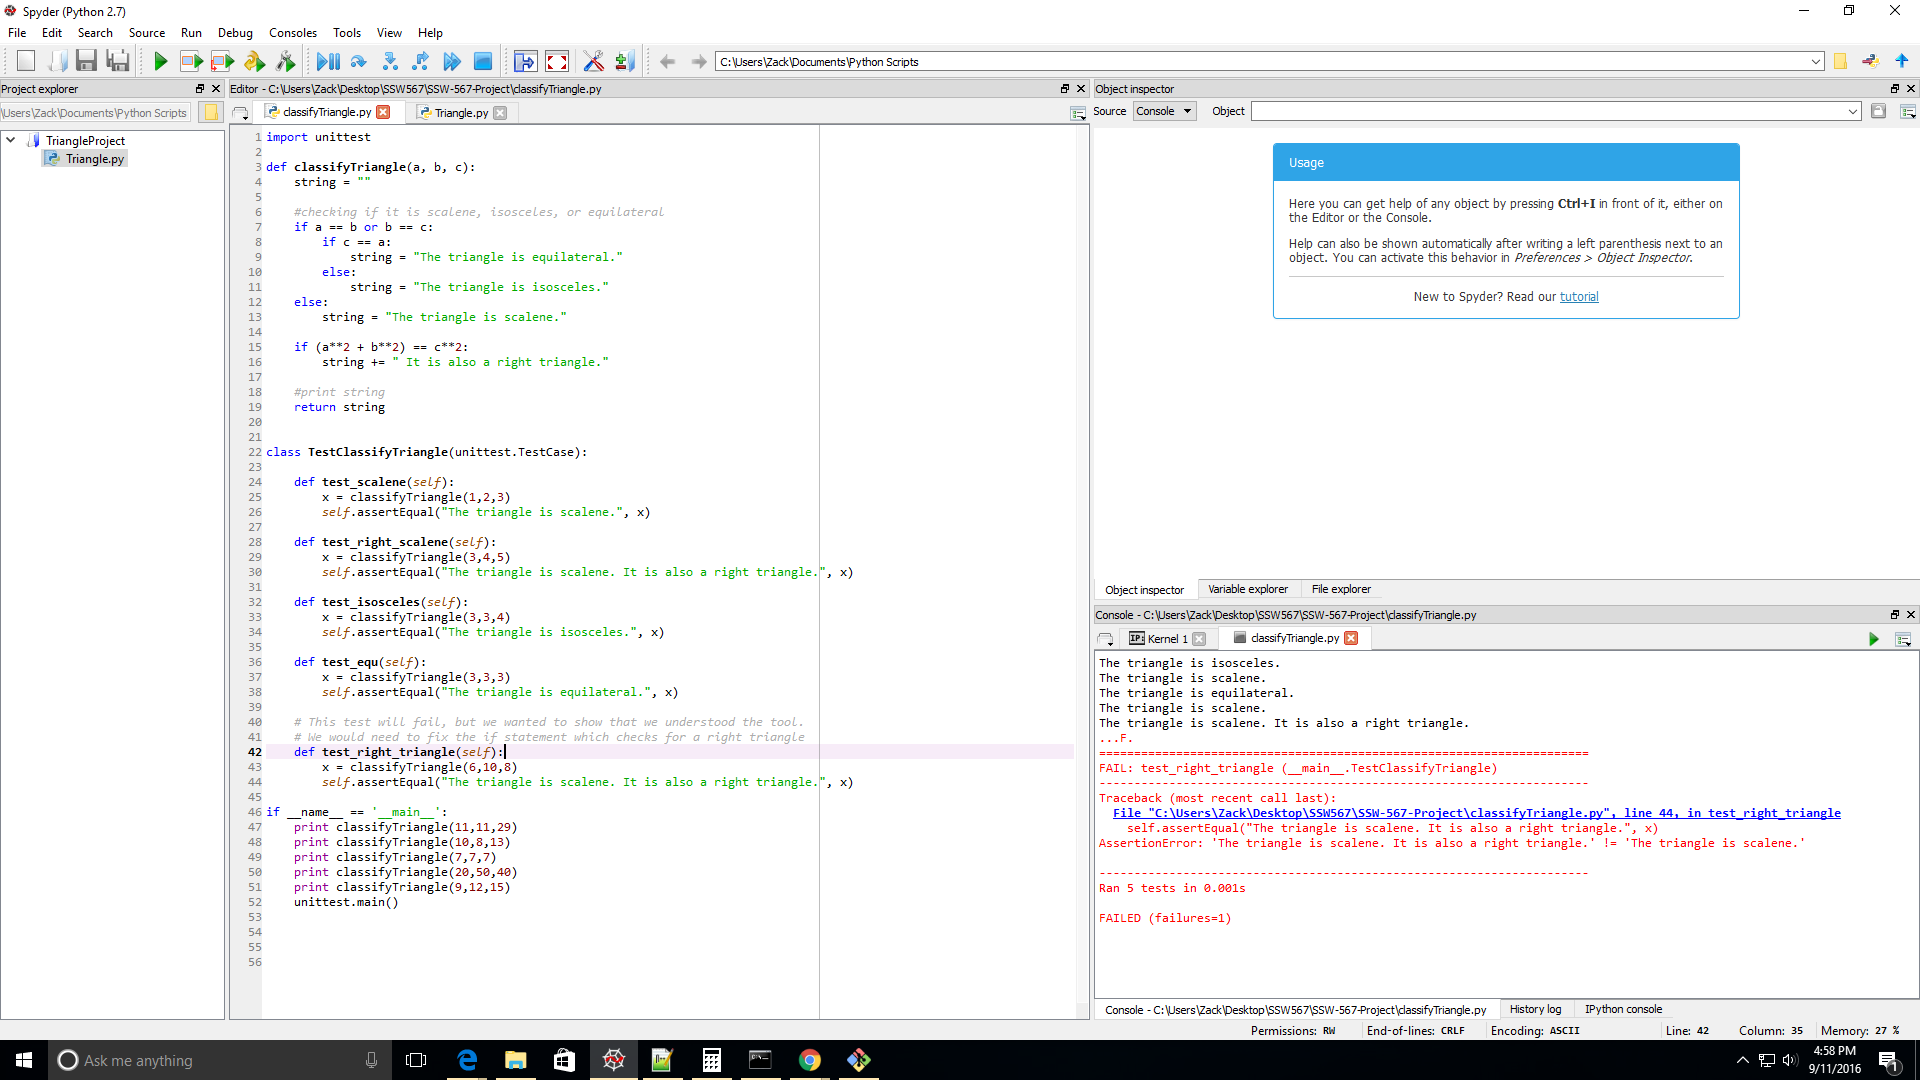 Spyder (Python 2.7)
File Edit Search Source Run Debug Consoles Tools View Help
C:\Users\Zack\Documents\Python Scripts
Project explorer
\Users\Zack\Documents\Python Scripts
TriangleProject
Triangle.py
Editor - C:\Users\Zack\Desktop\SSW567\SSW-567-Project\classifyTriangle.py
classifyTriangle.py Triangle.py
1 import unittest
2
3 def classifyTriangle(a, b, c):
4     string = ""
5
6     #checking if it is scalene, isosceles, or equilateral
7     if a == b or b == c:
8         if c == a:
9             string = "The triangle is equilateral."
10         else:
11             string = "The triangle is isosceles."
12     else:
13         string = "The triangle is scalene."
14
15     if (a**2 + b**2) == c**2:
16         string += " It is also a right triangle."
17
18     #print string
19     return string
20
21
22 class TestClassifyTriangle(unittest.TestCase):
23
24     def test_scalene(self):
25         x = classifyTriangle(1,2,3)
26         self.assertEqual("The triangle is scalene.", x)
27
28     def test_right_scalene(self):
29         x = classifyTriangle(3,4,5)
30         self.assertEqual("The triangle is scalene. It is also a right triangle.", x)
31
32     def test_isosceles(self):
33         x = classifyTriangle(3,3,4)
34         self.assertEqual("The triangle is isosceles.", x)
35
36     def test_equ(self):
37         x = classifyTriangle(3,3,3)
38         self.assertEqual("The triangle is equilateral.", x)
39
40     # This test will fail, but we wanted to show that we understood the tool.
41     # We would need to fix the if statement which checks for a right triangle
42     def test_right_triangle(self):
43         x = classifyTriangle(6,10,8)
44         self.assertEqual("The triangle is scalene. It is also a right triangle.", x)
45
46 if __name__ == '__main__':
47     print classifyTriangle(11,11,29)
48     print classifyTriangle(10,8,13)
49     print classifyTriangle(7,7,7)
50     print classifyTriangle(20,50,40)
51     print classifyTriangle(9,12,15)
52     unittest.main()
53
54
55
56
Object inspector
Source Console Object
Usage
Here you can get help of any object by pressing Ctrl+I in front of it, either on
the Editor or the Console.
Help can also be shown automatically after writing a left parenthesis next to an
object. You can activate this behavior in Preferences > Object Inspector.
New to Spyder? Read our tutorial
Object inspector Variable explorer File explorer
Console - C:\Users\Zack\Desktop\SSW567\SSW-567-Project\classifyTriangle.py
IP: Kernel 1 classifyTriangle.py
The triangle is isosceles.
The triangle is scalene.
The triangle is equilateral.
The triangle is scalene.
The triangle is scalene. It is also a right triangle.
...F.
======================================================================
FAIL: test_right_triangle (__main__.TestClassifyTriangle)
----------------------------------------------------------------------
Traceback (most recent call last):
  File "C:\Users\Zack\Desktop\SSW567\SSW-567-Project\classifyTriangle.py", line 44, in test_right_triangle
    self.assertEqual("The triangle is scalene. It is also a right triangle.", x)
AssertionError: 'The triangle is scalene. It is also a right triangle.' != 'The triangle is scalene.'
----------------------------------------------------------------------
Ran 5 tests in 0.001s
FAILED (failures=1)
Console - C:\Users\Zack\Desktop\SSW567\SSW-567-Project\classifyTriangle.py History log IPython console
Permissions: RW End-of-lines: CRLF Encoding: ASCII Line: 42 Column: 35 Memory: 27 %
Ask me anything
4:58 PM
9/11/2016
1